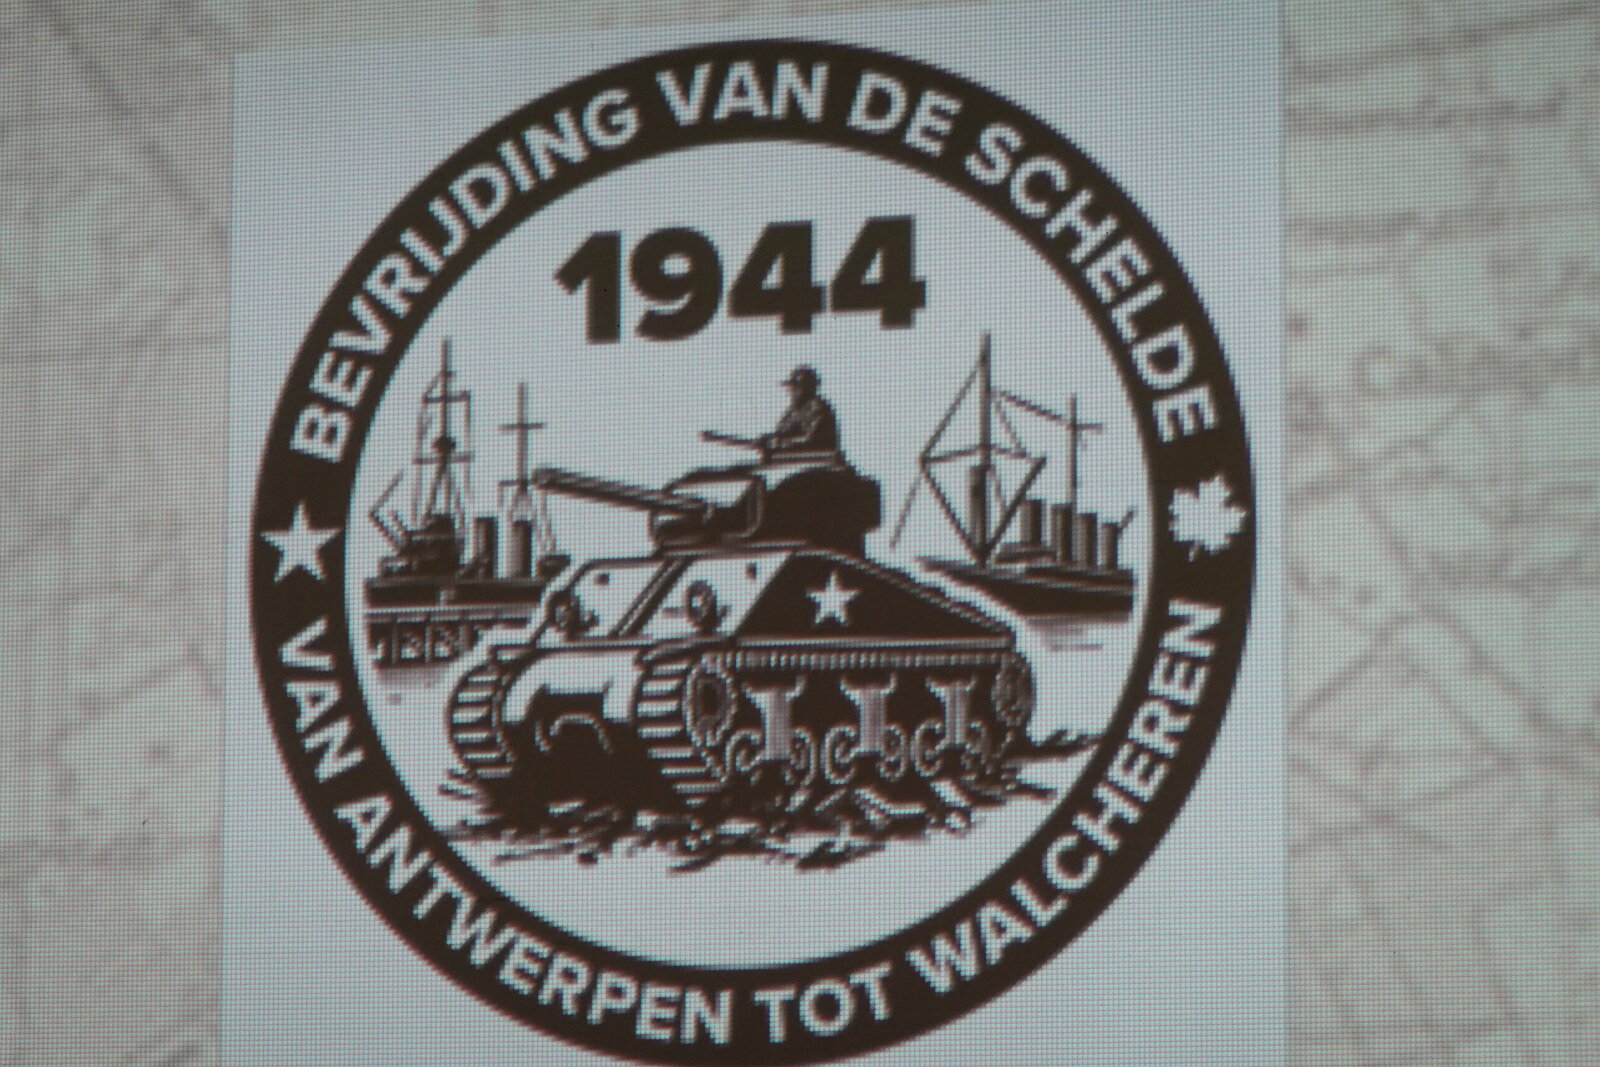 BEVRIJDING VAN DE SCHELDE
1944
VAN ANTWERPEN TOT WALCHEREN